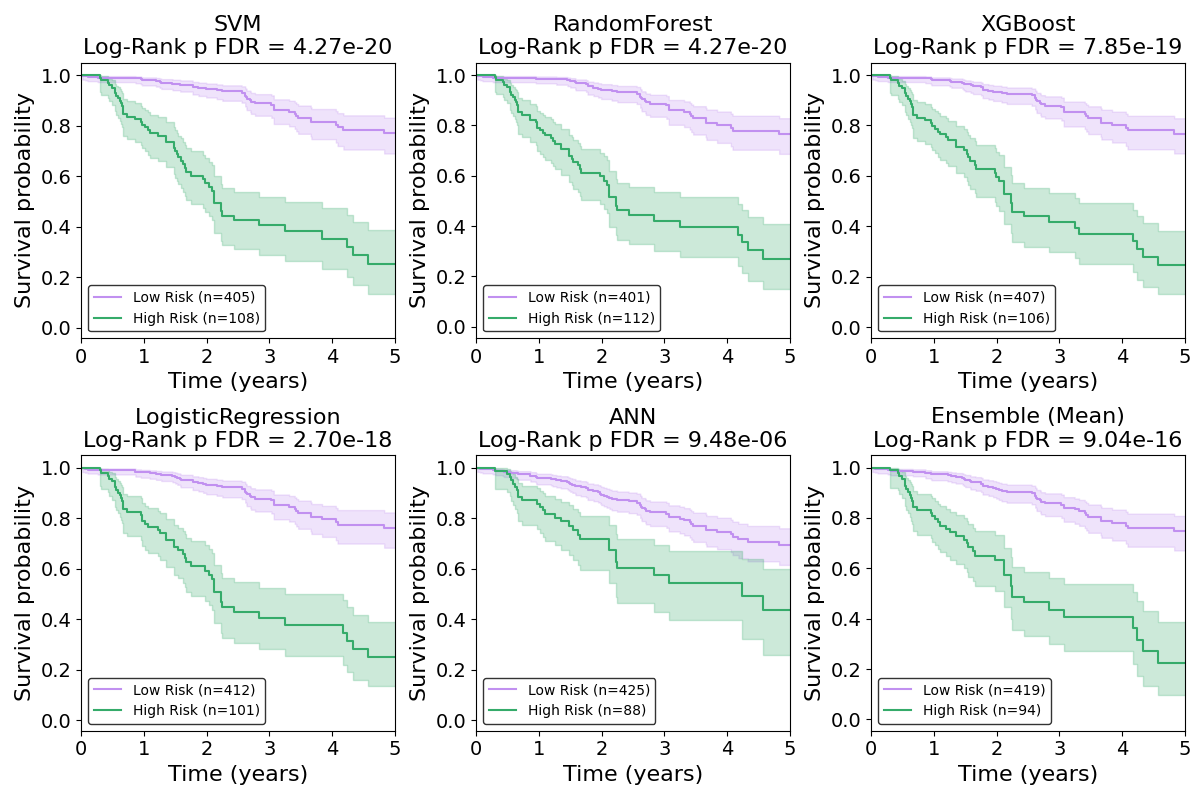 SVM
Log-Rank p FDR = 4.27e-20
Survival probability
1.0
0.8
0.6
0.4
0.2
0.0
Low Risk (n=405)
High Risk (n=108)
0 1 2 3 4 5
Time (years)
RandomForest
Log-Rank p FDR = 4.27e-20
Survival probability
1.0
0.8
0.6
0.4
0.2
0.0
Low Risk (n=401)
High Risk (n=112)
0 1 2 3 4 5
Time (years)
XGBoost
Log-Rank p FDR = 7.85e-19
Survival probability
1.0
0.8
0.6
0.4
0.2
0.0
Low Risk (n=407)
High Risk (n=106)
0 1 2 3 4 5
Time (years)
LogisticRegression
Log-Rank p FDR = 2.70e-18
Survival probability
1.0
0.8
0.6
0.4
0.2
0.0
Low Risk (n=412)
High Risk (n=101)
0 1 2 3 4 5
Time (years)
ANN
Log-Rank p FDR = 9.48e-06
Survival probability
1.0
0.8
0.6
0.4
0.2
0.0
Low Risk (n=425)
High Risk (n=88)
0 1 2 3 4 5
Time (years)
Ensemble (Mean)
Log-Rank p FDR = 9.04e-16
Survival probability
1.0
0.8
0.6
0.4
0.2
0.0
Low Risk (n=419)
High Risk (n=94)
0 1 2 3 4 5
Time (years)